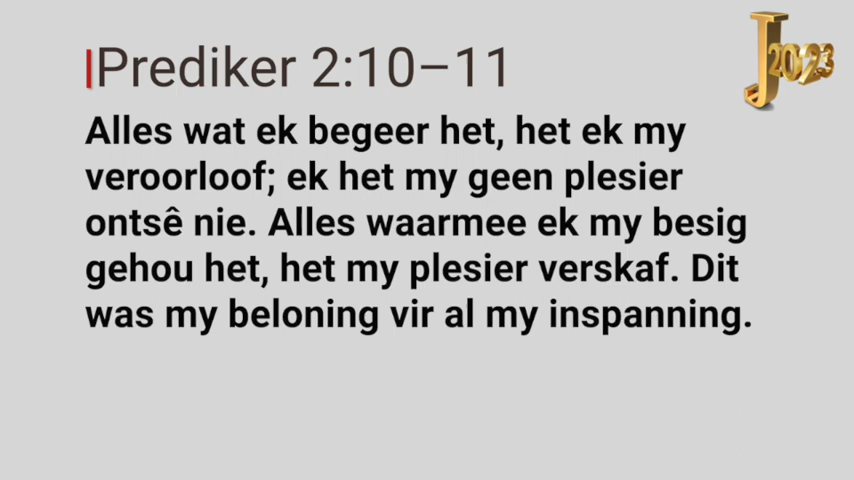 Prediker 2:10–11
J2023
Alles wat ek begeer het, het ek my
veroorloof; ek het my geen plesier
ontsê nie. Alles waarmee ek my besig
gehou het, het my plesier verskaf. Dit
was my beloning vir al my inspanning.